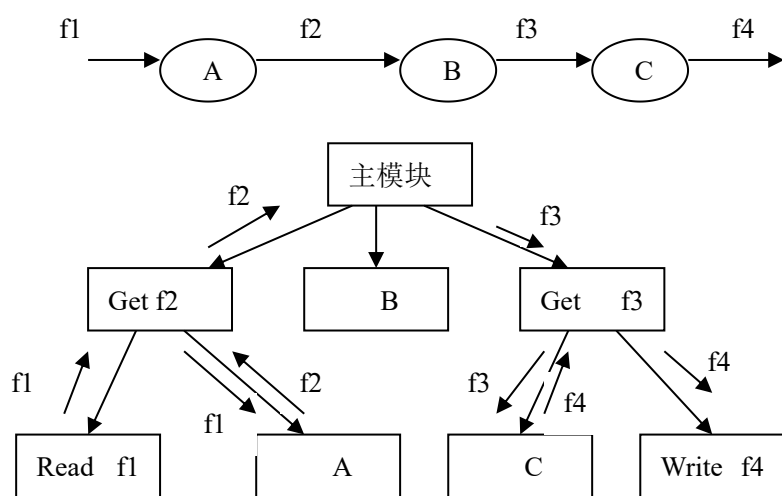 f1 f2 f3 f4
A B C
主模块
f2 f3
Get f2 B Get f3
f1 f1 f2 f3 f4 f4
Read f1 A C Write f4